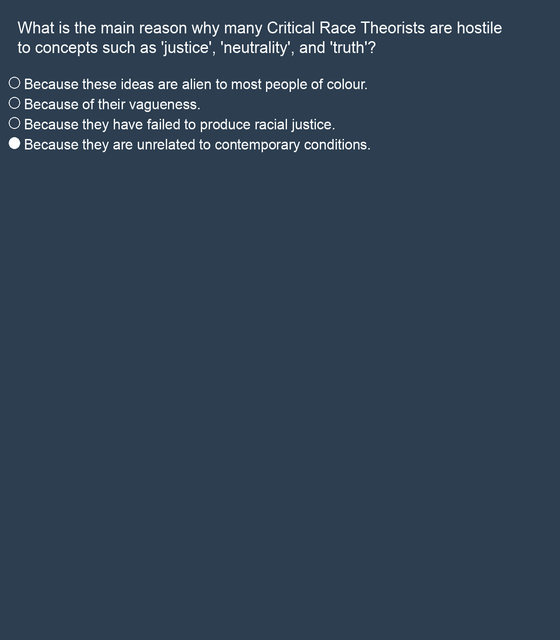 What is the main reason why many Critical Race Theorists are hostile
to concepts such as 'justice', 'neutrality', and 'truth'?
Because these ideas are alien to most people of colour.
Because of their vagueness.
Because they have failed to produce racial justice.
Because they are unrelated to contemporary conditions.